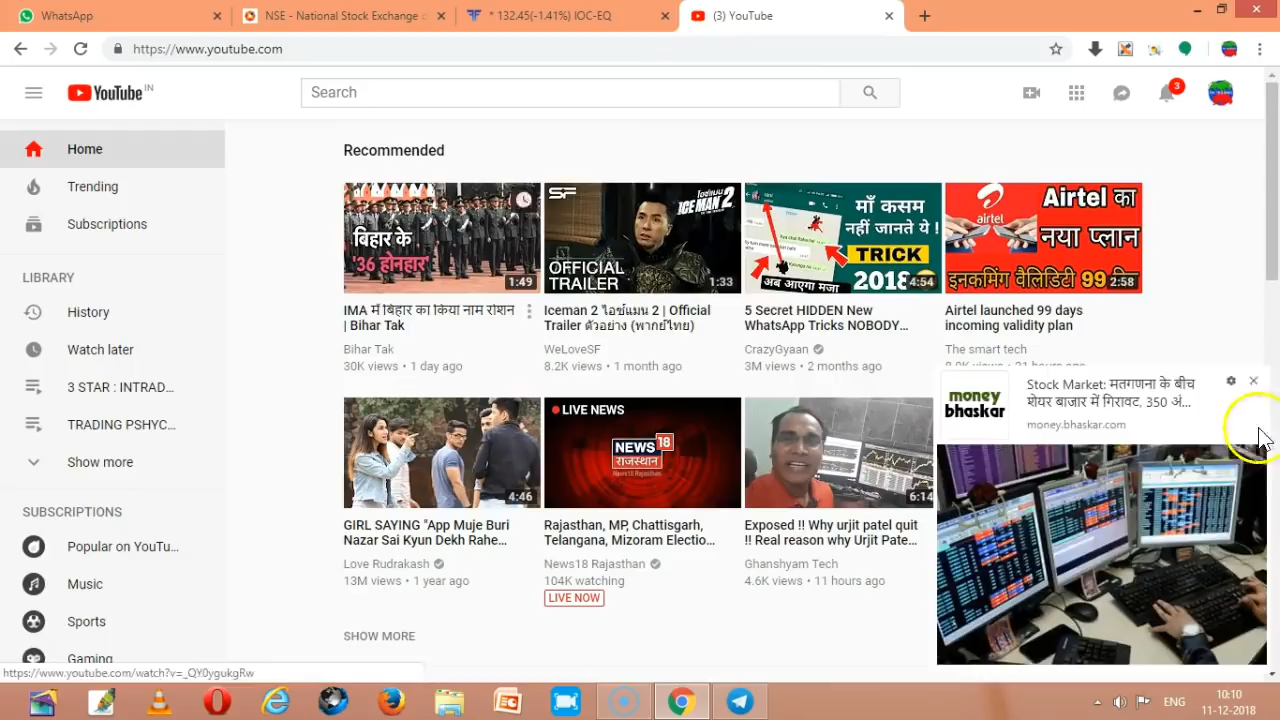 WhatsApp
NSE - National Stock Exchange
* 132.45(-1.41%) IOC-EQ
(3) YouTube
https://www.youtube.com
YouTube IN
Search
3
Home
Trending
Subscriptions
LIBRARY
History
Watch later
3 STAR : INTRAD...
TRADING PSHYC...
Show more
SUBSCRIPTIONS
Popular on YouTu...
Music
Sports
Gaming
Recommended
बिहार के
'36 होनहार'
1:49
IMA में बिहार का किया नाम रोशन
| Bihar Tak
Bihar Tak
30K views • 1 day ago
SF
ICEMAN 2
OFFICIAL
TRAILER
1:33
Iceman 2 ไอซ์แมน 2 | Official
Trailer ตัวอย่าง (พากย์ไทย)
WeLoveSF
8.2K views • 1 month ago
माँ कसम
नहीं जानते ये !
TRICK
2018
अब आएगा मजा
4:54
5 Secret HIDDEN New
WhatsApp Tricks NOBODY...
CrazyGyaan
3M views • 2 months ago
airtel
Airtel का
नया प्लान
इनकमिंग वैलिडिटी 99 दिन
2:58
Airtel launched 99 days
incoming validity plan
The smart tech
4:46
GIRL SAYING "App Muje Buri
Nazar Sai Kyun Dekh Rahe...
Love Rudrakash
13M views • 1 year ago
LIVE NEWS
NEWS 18
राजस्थान
News18 Rajasthan
Rajasthan, MP, Chattisgarh,
Telangana, Mizoram Electio...
News18 Rajasthan
104K watching
LIVE NOW
6:14
Exposed !! Why urjit patel quit
!! Real reason why Urjit Pate...
Ghanshyam Tech
4.6K views • 11 hours ago
SHOW MORE
money
bhaskar
Stock Market: मतगणना के बीच
शेयर बाजार में गिरावट, 350 अं...
money.bhaskar.com
https://www.youtube.com/watch?v=_QY0ygukgRw
ENG
10:10
11-12-2018